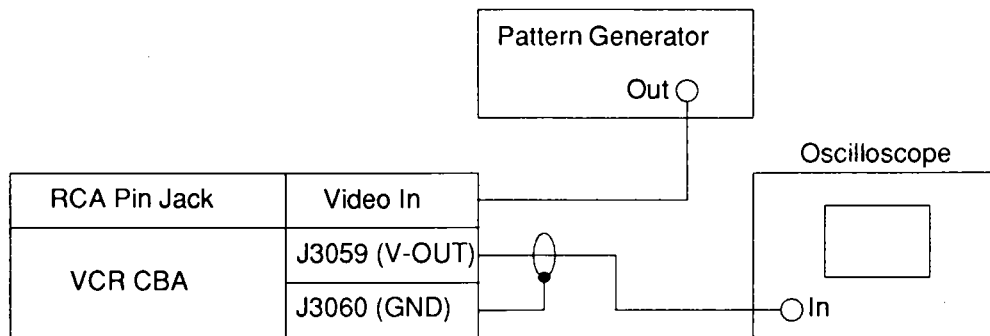 Pattern Generator
Out
Oscilloscope
RCA Pin Jack
Video In
VCR CBA
J3059 (V-OUT)
J3060 (GND)
In